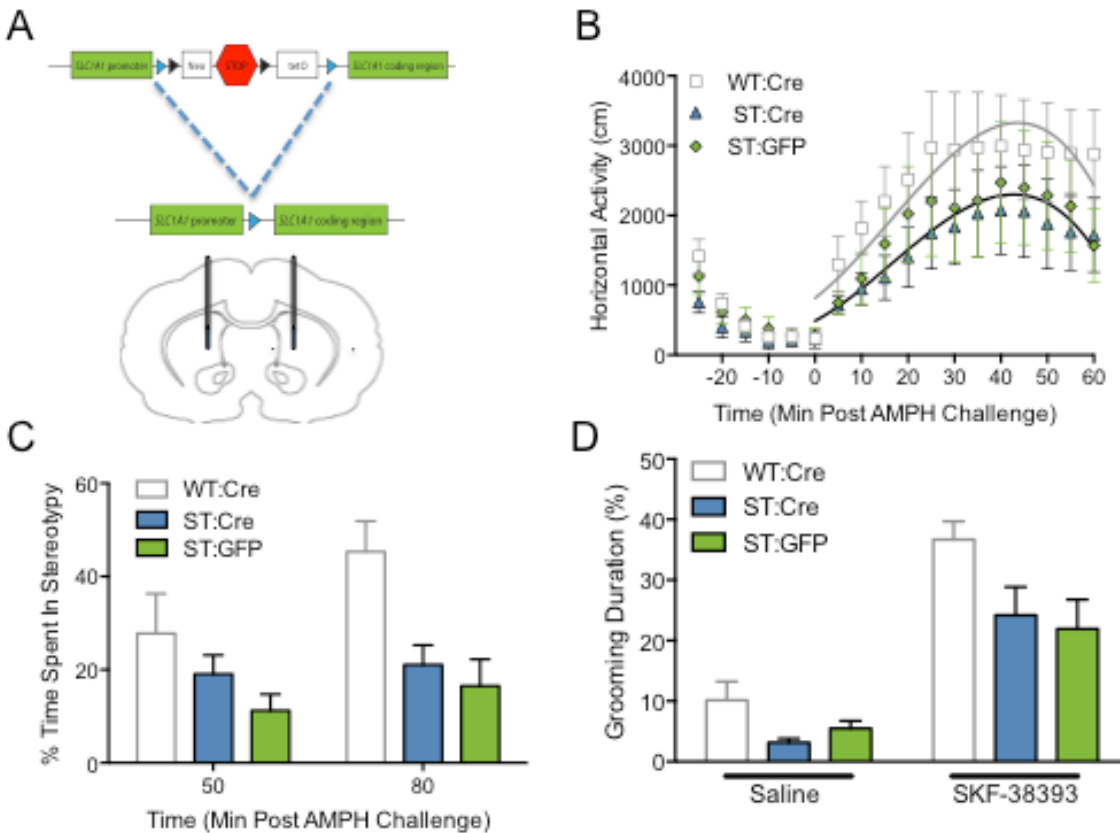 A
SLC1A1 promoter
Neo
STOP
tetO
SLC1A1 coding region
SLC1A1 promoter
SLC1A1 coding region
B
WT:Cre
ST:Cre
ST:GFP
Horizontal Activity (cm)
4000
3000
2000
1000
0
-20 -10 0 10 20 30 40 50 60
Time (Min Post AMPH Challenge)
C
WT:Cre
ST:Cre
ST:GFP
% Time Spent In Stereotypy
60
40
20
0
50 80
Time (Min Post AMPH Challenge)
D
WT:Cre
ST:Cre
ST:GFP
Grooming Duration (%)
50
40
30
20
10
0
Saline SKF-38393